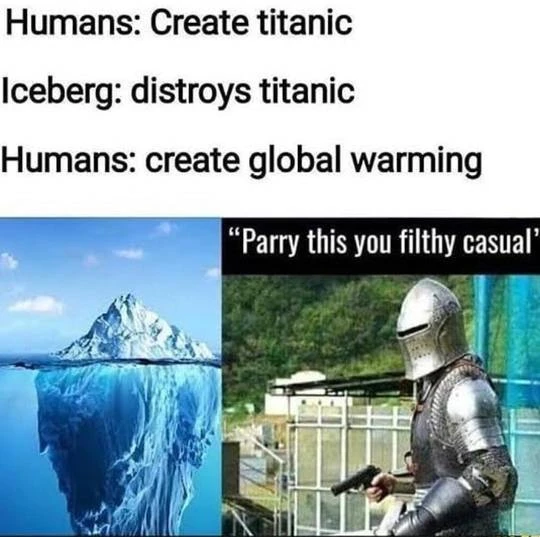 Humans: Create titanic
Iceberg: distroys titanic
Humans: create global warming
“Parry this you filthy casual”